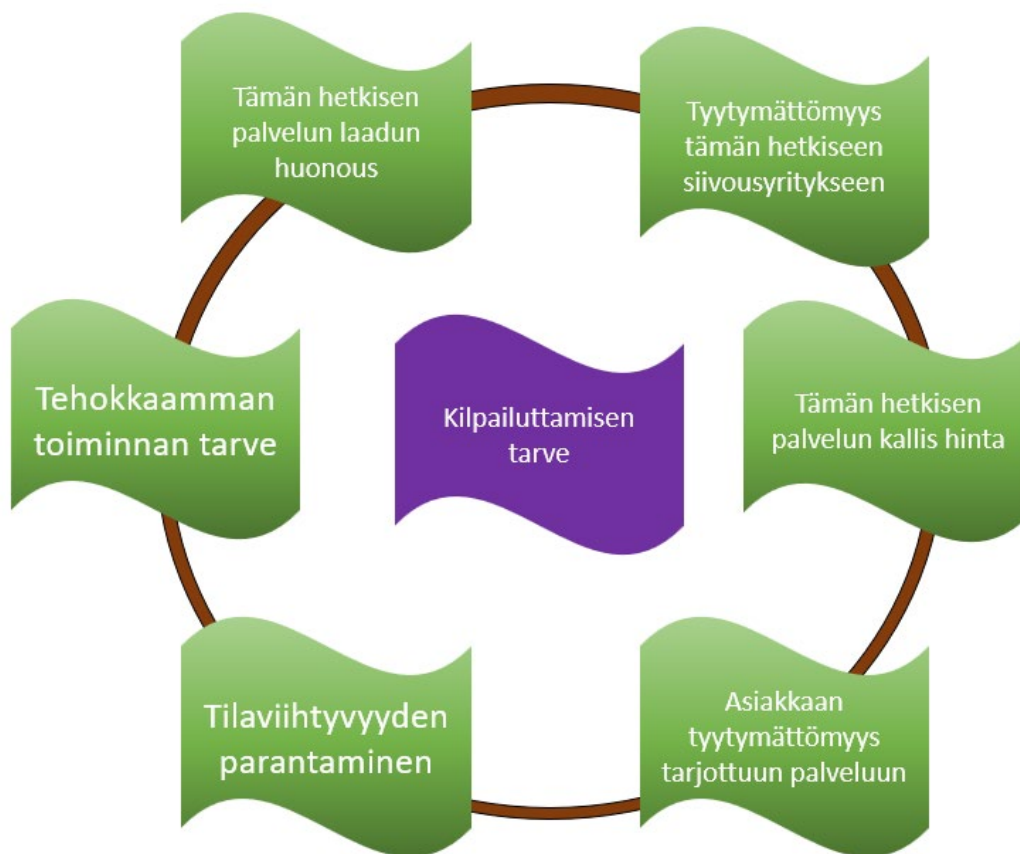 Tämän hetkisen
palvelun laadun
huonous
Tyytymättömyys
tämän hetkiseen
siivousyritykseen
Tehokkaamman
toiminnan tarve
Kilpailuttamisen
tarve
Tämän hetkisen
palvelun kallis hinta
Tilaviihtyvyyden
parantaminen
Asiakkaan
tyytymättömyys
tarjottuun palveluun